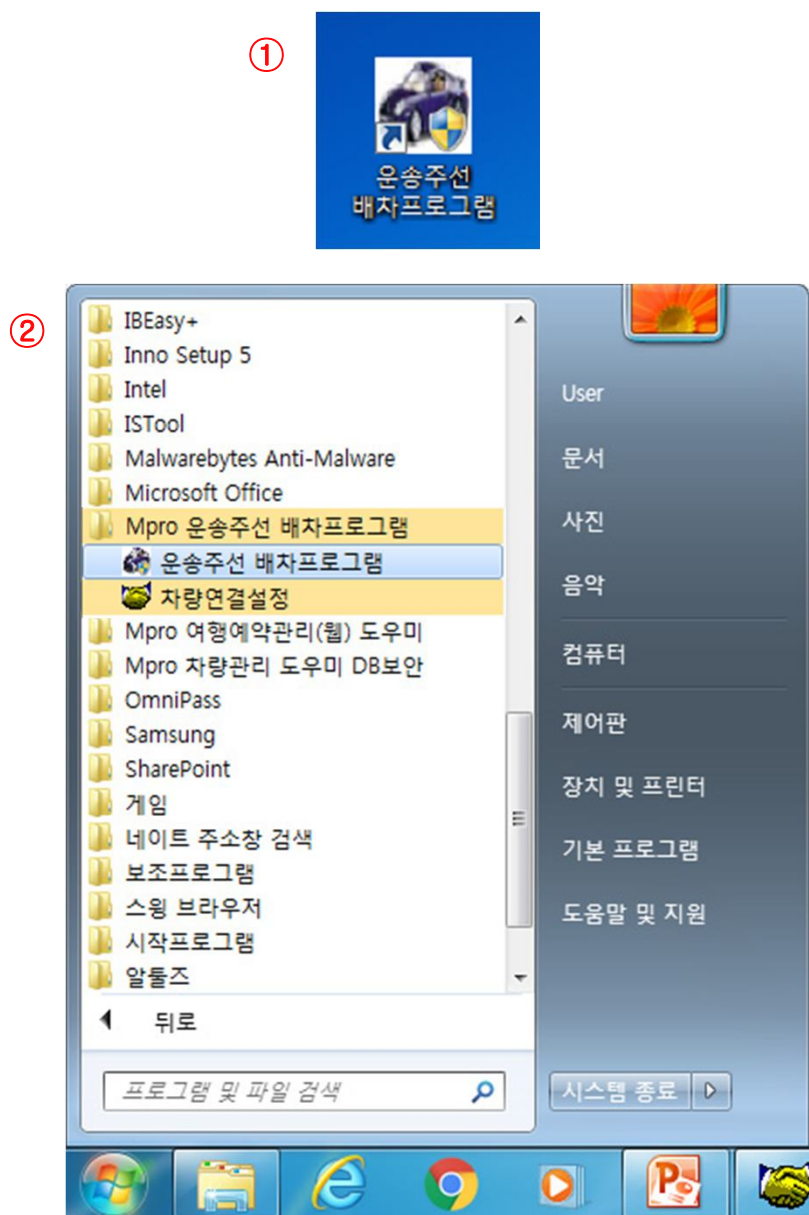 ①
운송주선
배차프로그램
②
IBEasy+
Inno Setup 5
Intel
ISTool
Malwarebytes Anti-Malware
Microsoft Office
Mpro 운송주선 배차프로그램
운송주선 배차프로그램
차량연결설정
Mpro 여행예약관리(웹) 도우미
Mpro 차량관리 도우미 DB보안
OmniPass
Samsung
SharePoint
게임
네이트 주소창 검색
보조프로그램
스윙 브라우저
시작프로그램
알툴즈
뒤로
프로그램 및 파일 검색
User
문서
사진
음악
컴퓨터
제어판
장치 및 프린터
기본 프로그램
도움말 및 지원
시스템 종료